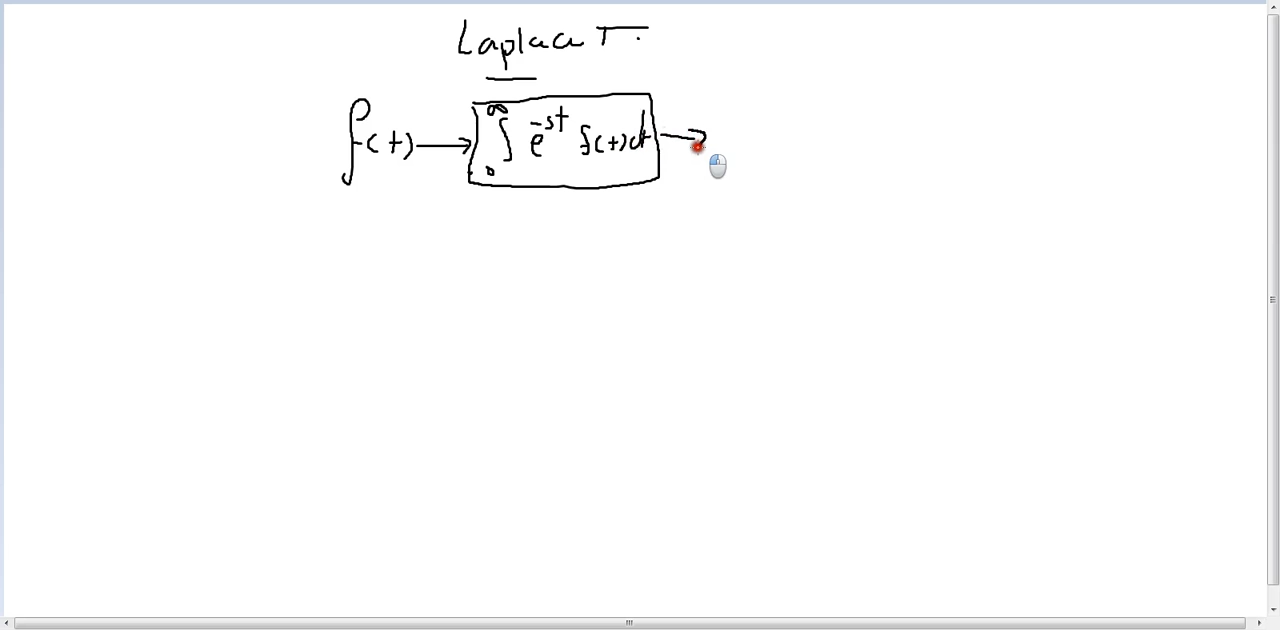 Laplace T.
f(t) → ∫₀^∞ e^{-st} f(t)dt →